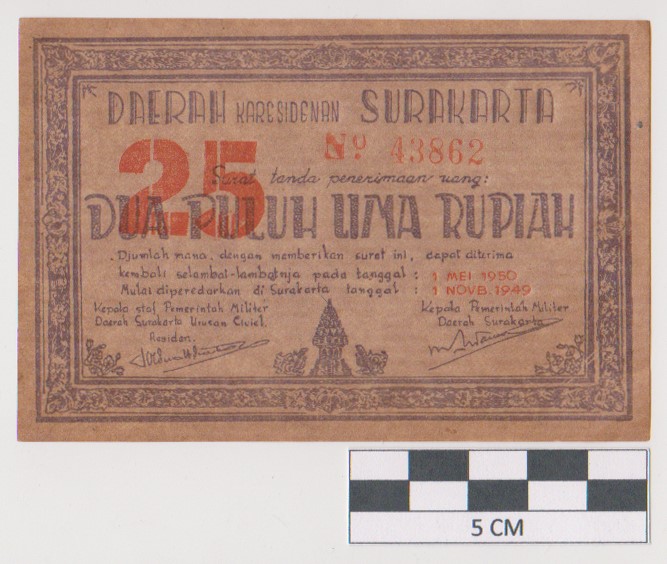 DAERAH KARESIDENAN SURAKARTA
25
Nº 43862
Surat tanda penerimaan uang:
DUA PULUH LIMA RUPIAH
Djumlah mana, dengan memberikan surat ini, dapat diterima
kembali selambat-lambatnja pada tanggal : 1 MEI 1950
Mulai diperedarkan di Surakarta tanggal : 1 NOVB. 1949
Kepala staf Pemerintah Militer
Daerah Surakarta Urusan Civiel.
Residen.
Kepala Pemerintah Militer
Daerah Surakarta
5 CM